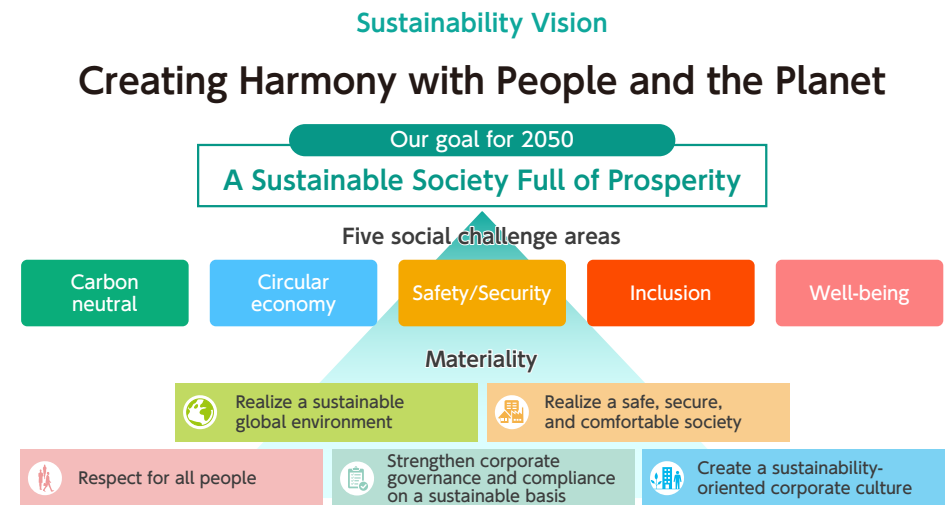 Sustainability Vision
Creating Harmony with People and the Planet
Our goal for 2050
A Sustainable Society Full of Prosperity
Five social challenge areas
Carbon
neutral
Circular
economy
Safety/Security
Inclusion
Well-being
Materiality
Realize a sustainable
global environment
Realize a safe, secure,
and comfortable society
Respect for all people
Strengthen corporate
governance and compliance
on a sustainable basis
Create a sustainability-
oriented corporate culture